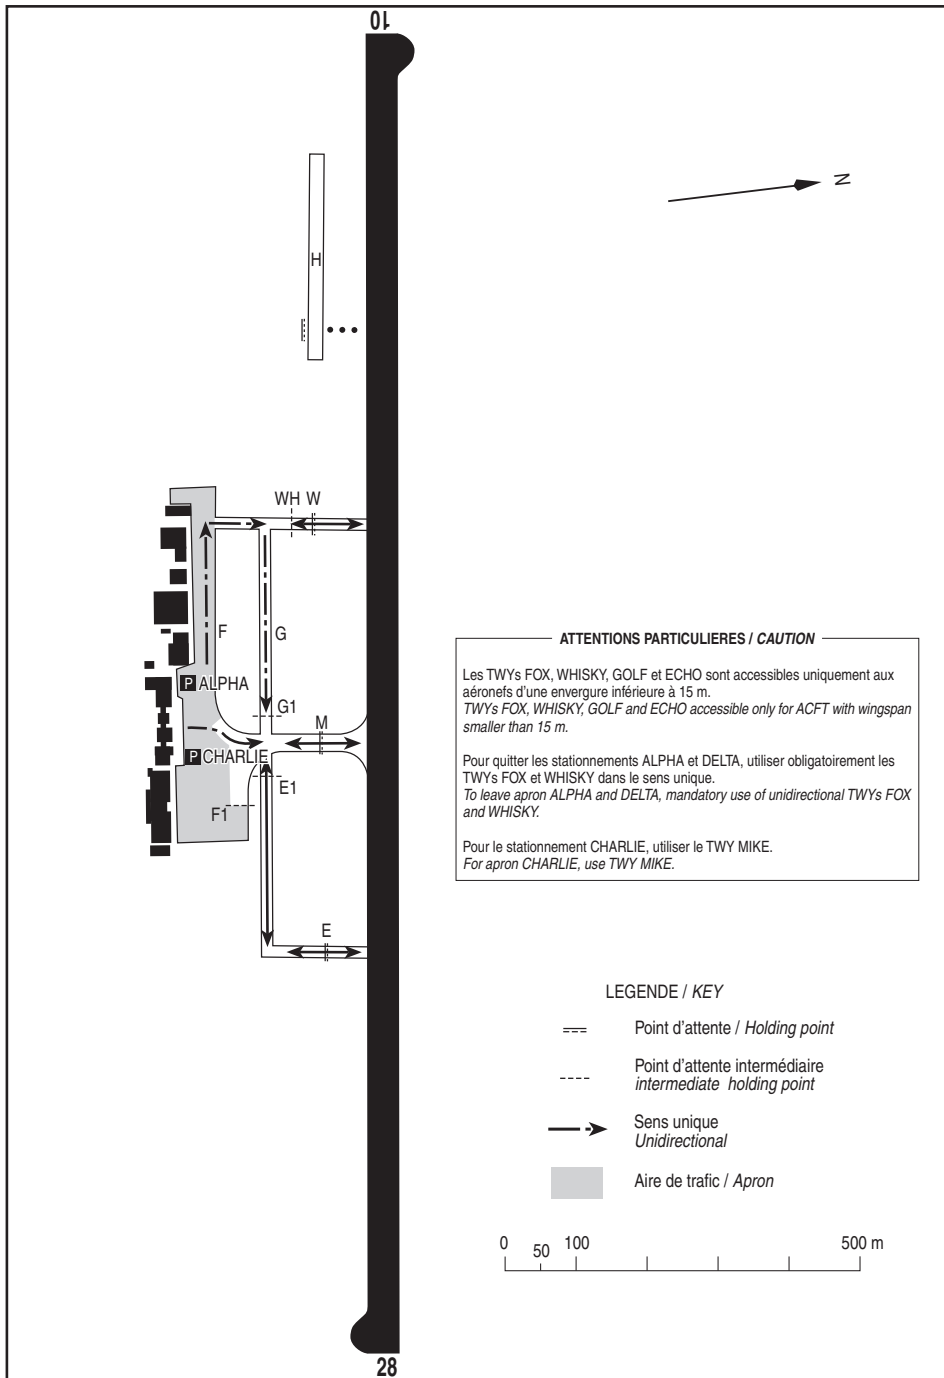 10
N
H
WH W
F
G
P ALPHA
G1
M
P CHARLIE
E1
F1
E
ATTENTIONS PARTICULIERES / CAUTION
Les TWYs FOX, WHISKY, GOLF et ECHO sont accessibles uniquement aux
aéronefs d'une envergure inférieure à 15 m.
TWYs FOX, WHISKY, GOLF and ECHO accessible only for ACFT with wingspan
smaller than 15 m.
Pour quitter les stationnements ALPHA et DELTA, utiliser obligatoirement les
TWYs FOX et WHISKY dans le sens unique.
To leave apron ALPHA and DELTA, mandatory use of unidirectional TWYs FOX
and WHISKY.
Pour le stationnement CHARLIE, utiliser le TWY MIKE.
For apron CHARLIE, use TWY MIKE.
LEGENDE / KEY
Point d'attente / Holding point
Point d'attente intermédiaire
intermediate holding point
Sens unique
Unidirectional
Aire de trafic / Apron
0 50 100 500 m
28